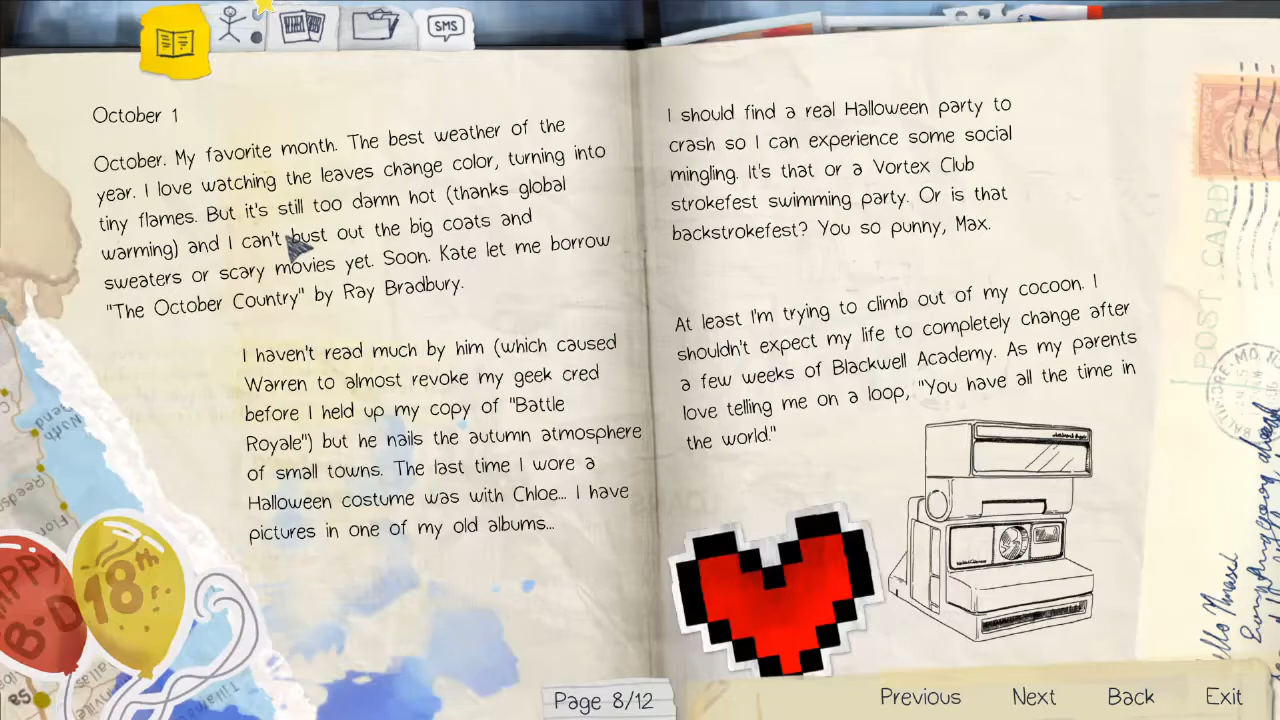 SMS
October 1
October. My favorite month. The best weather of the
year. I love watching the leaves change color, turning into
tiny flames. But it's still too damn hot (thanks global
warming) and I can't bust out the big coats and
sweaters or scary movies yet. Soon. Kate let me borrow
"The October Country" by Ray Bradbury.
I haven't read much by him (which caused
Warren to almost revoke my geek cred
before I held up my copy of "Battle
Royale") but he nails the autumn atmosphere
of small towns. The last time I wore a
Halloween costume was with Chloe... I have
pictures in one of my old albums...
I should find a real Halloween party to
crash so I can experience some social
mingling. It's that or a Vortex Club
strokefest swimming party. Or is that
backstrokefest? You so punny, Max.
At least I'm trying to climb out of my cocoon. I
shouldn't expect my life to completely change after
a few weeks of Blackwell Academy. As my parents
love telling me on a loop, "You have all the time in
the world."
POST CARD
North
Bend
18th
B-D
Page 8/12
Previous
Next
Back
Exit